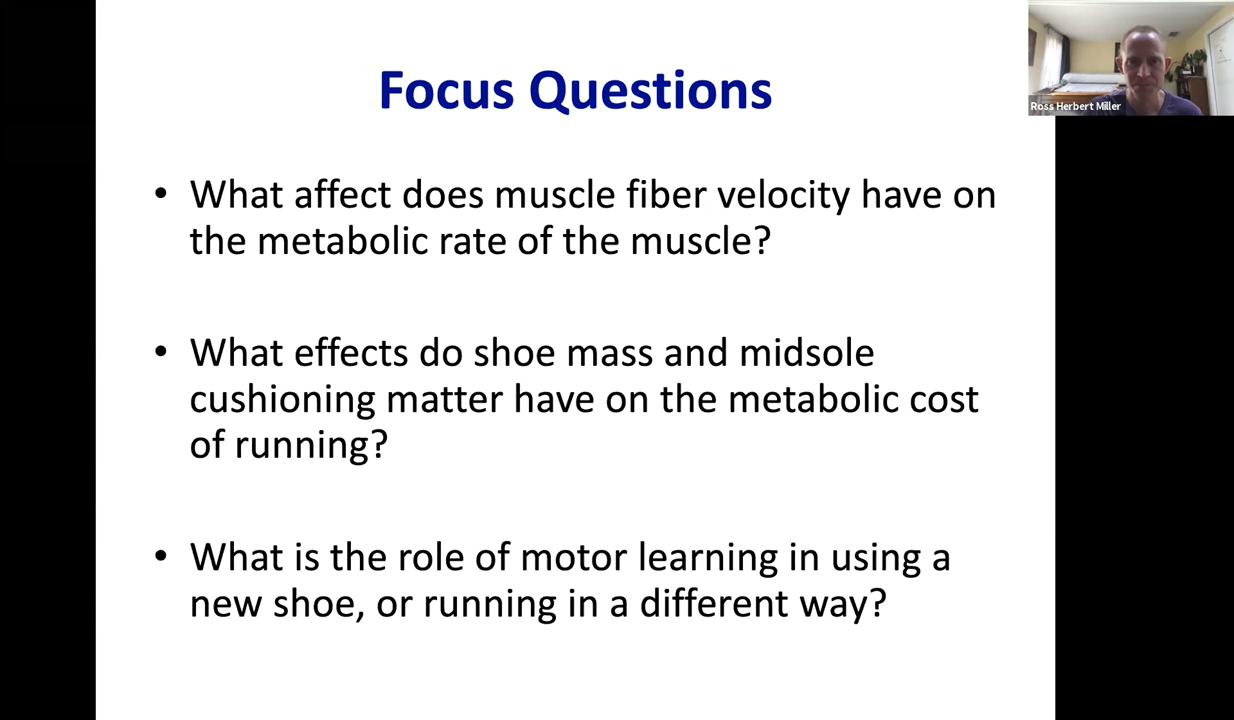 Focus Questions
Ross Herbert Miller
• What affect does muscle fiber velocity have on
the metabolic rate of the muscle?
• What effects do shoe mass and midsole
cushioning matter have on the metabolic cost
of running?
• What is the role of motor learning in using a
new shoe, or running in a different way?